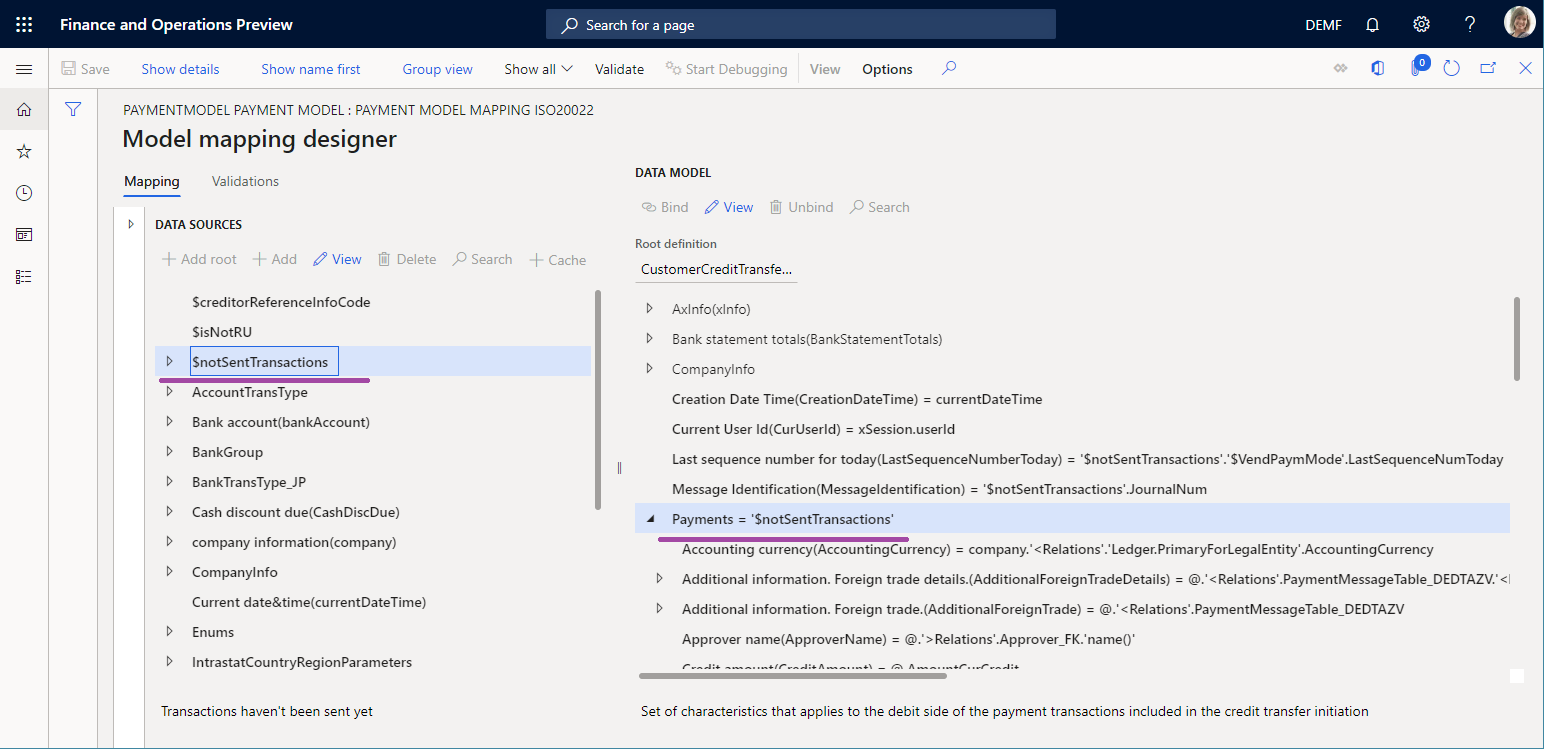 Finance and Operations Preview
Search for a page
DEMF
?
Save
Show details
Show name first
Group view
Show all
Validate
Start Debugging
View
Options
0
PAYMENTMODEL PAYMENT MODEL : PAYMENT MODEL MAPPING ISO20022
Model mapping designer
Mapping
Validations
DATA SOURCES
Add root
Add
View
Delete
Search
Cache
$creditorReferenceInfoCode
$isNotRU
$notSentTransactions
AccountTransType
Bank account(bankAccount)
BankGroup
BankTransType_JP
Cash discount due(CashDiscDue)
company information(company)
CompanyInfo
Current date&time(currentDateTime)
Enums
IntrastatCountryRegionParameters
Transactions haven't been sent yet
DATA MODEL
Bind
View
Unbind
Search
Root definition
CustomerCreditTransfe...
AxInfo(xInfo)
Bank statement totals(BankStatementTotals)
CompanyInfo
Creation Date Time(CreationDateTime) = currentDateTime
Current User Id(CurUserId) = xSession.userId
Last sequence number for today(LastSequenceNumberToday) = '$notSentTransactions'.'$VendPaymMode'.LastSequenceNumToday
Message Identification(MessageIdentification) = '$notSentTransactions'.JournalNum
Payments = '$notSentTransactions'
Accounting currency(AccountingCurrency) = company.'<Relations'.'Ledger.PrimaryForLegalEntity'.AccountingCurrency
Additional information. Foreign trade details.(AdditionalForeignTradeDetails) = @.'<Relations'.PaymentMessageTable_DEDTAZV.'<
Additional information. Foreign trade.(AdditionalForeignTrade) = @.'<Relations'.PaymentMessageTable_DEDTAZV
Approver name(ApproverName) = @.'>Relations'.Approver_FK.'name()'
Credit amount(CreditAmount) = @.AmountCurCredit
Set of characteristics that applies to the debit side of the payment transactions included in the credit transfer initiation